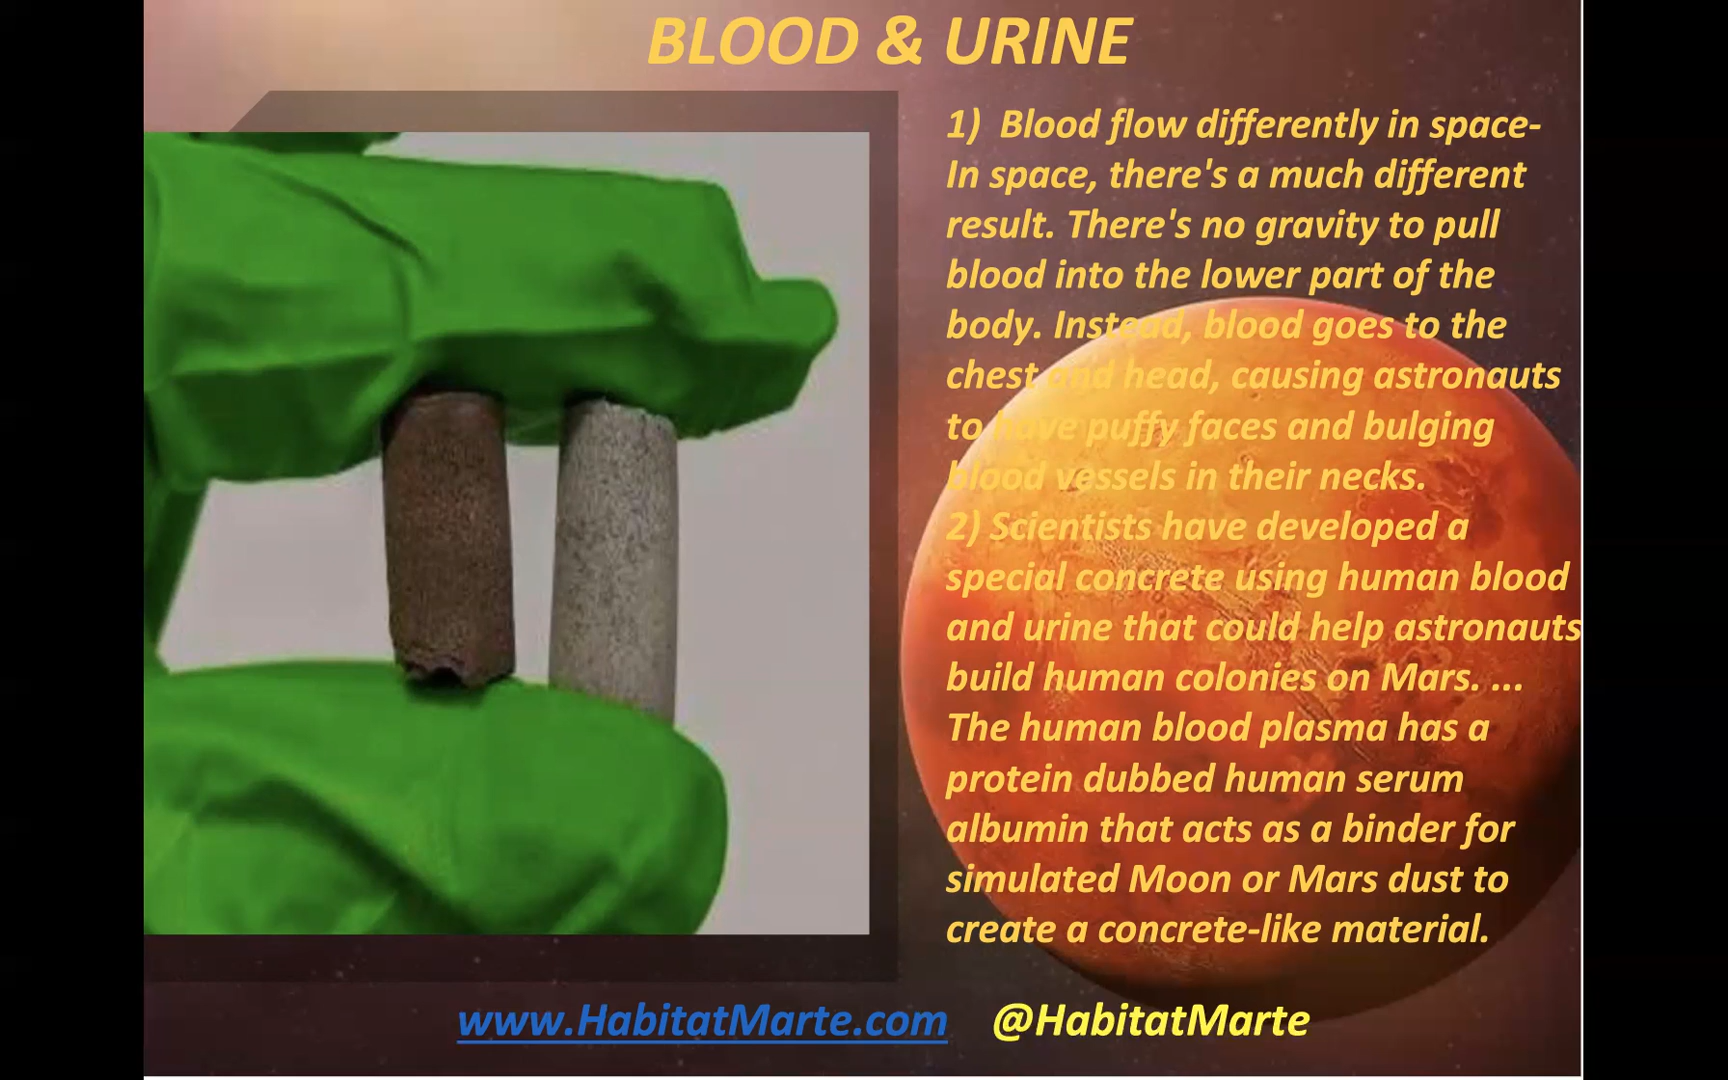 BLOOD & URINE
1) Blood flow differently in space-
In space, there's a much different
result. There's no gravity to pull
blood into the lower part of the
body. Instead, blood goes to the
chest and head, causing astronauts
to have puffy faces and bulging
blood vessels in their necks.
2) Scientists have developed a
special concrete using human blood
and urine that could help astronauts
build human colonies on Mars. ...
The human blood plasma has a
protein dubbed human serum
albumin that acts as a binder for
simulated Moon or Mars dust to
create a concrete-like material.
www.HabitatMarte.com @HabitatMarte